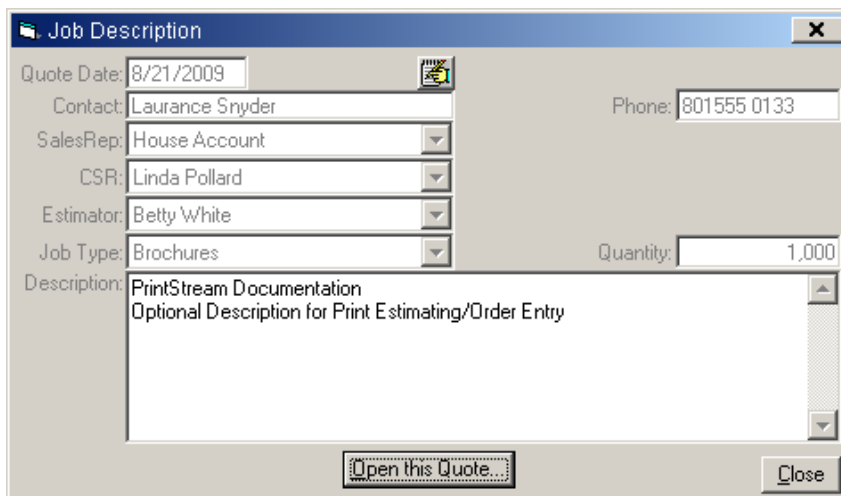 Job Description
Quote Date: 8/21/2009
Contact: Laurance Snyder Phone: 801555 0133
SalesRep: House Account
CSR: Linda Pollard
Estimator: Betty White
Job Type: Brochures Quantity: 1,000
Description: PrintStream Documentation
Optional Description for Print Estimating/Order Entry
Open this Quote...
Close